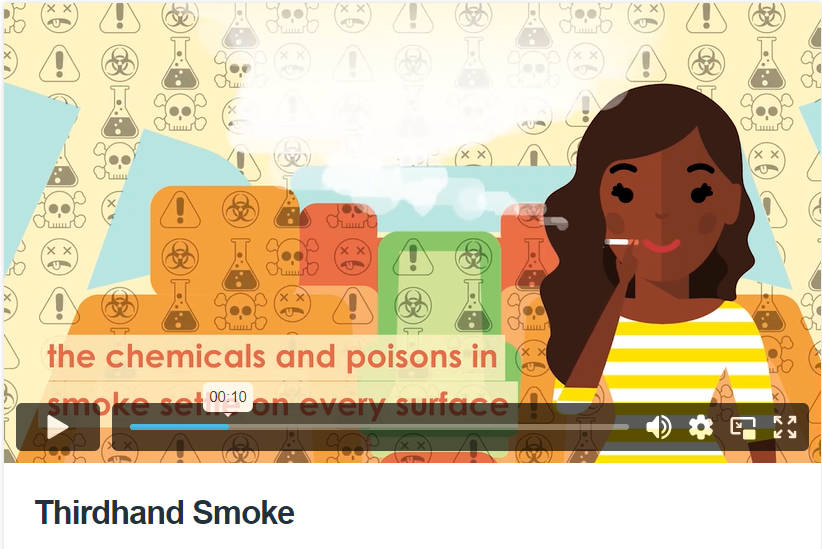 the chemicals and poisons in
smoke settle on every surface
00:10
Thirdhand Smoke